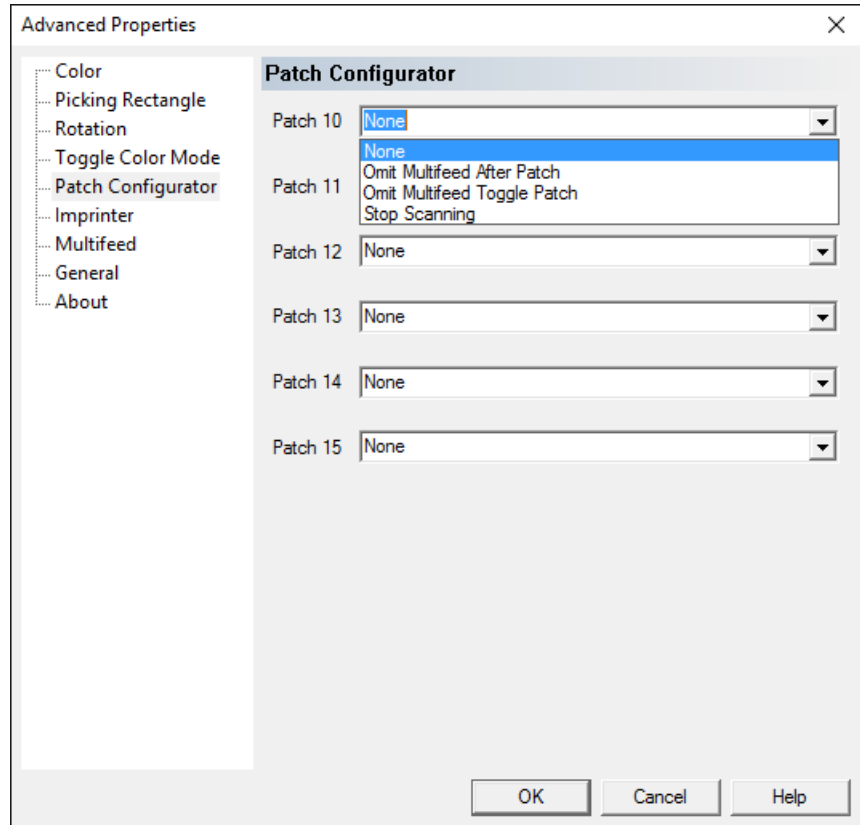 Advanced Properties
Color
Picking Rectangle
Rotation
Toggle Color Mode
Patch Configurator
Imprinter
Multifeed
General
About
Patch Configurator
Patch 10 None
None
Omit Multifeed After Patch
Omit Multifeed Toggle Patch
Stop Scanning
Patch 11
Patch 12 None
Patch 13 None
Patch 14 None
Patch 15 None
OK Cancel Help